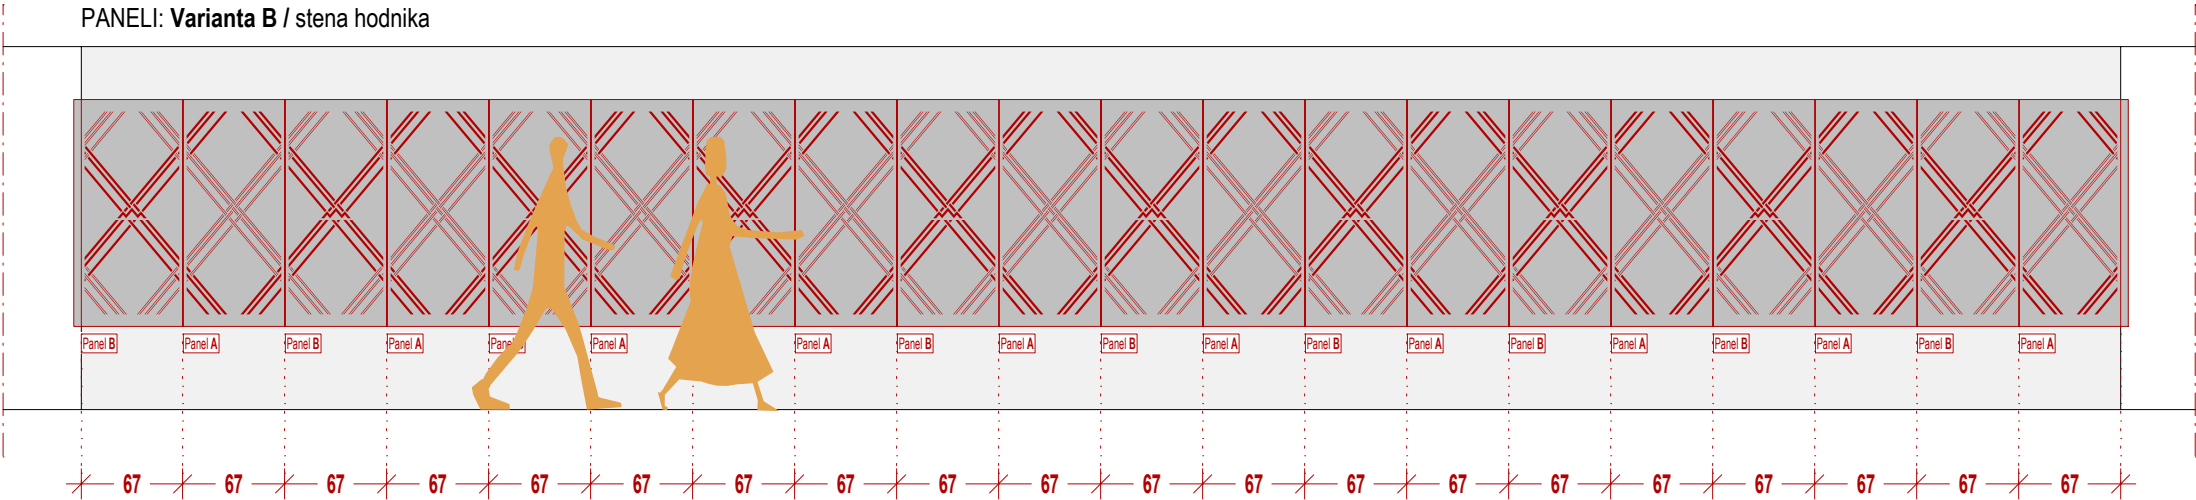 PANELI: Varianta B / stena hodnika
Panel B Panel A Panel B Panel A Panel Panel A Panel A Panel B Panel A Panel B Panel A Panel B Panel A Panel B Panel A Panel B Panel A Panel B Panel A
67 67 67 67 67 67 67 67 67 67 67 67 67 67 67 67 67 67 67 67